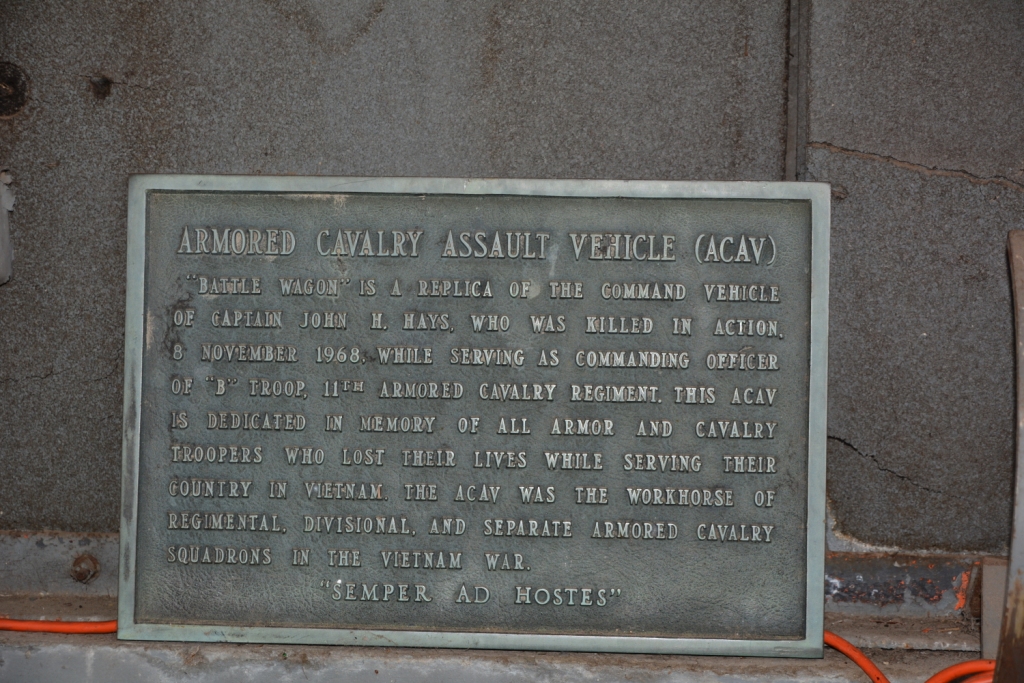 ARMORED CAVALRY ASSAULT VEHICLE (ACAV)
"BATTLE WAGON" IS A REPLICA OF THE COMMAND VEHICLE
OF CAPTAIN JOHN H. HAYS, WHO WAS KILLED IN ACTION,
8 NOVEMBER 1968, WHILE SERVING AS COMMANDING OFFICER
OF "B" TROOP, 11TH ARMORED CAVALRY REGIMENT. THIS ACAV
IS DEDICATED IN MEMORY OF ALL ARMOR AND CAVALRY
TROOPERS WHO LOST THEIR LIVES WHILE SERVING THEIR
COUNTRY IN VIETNAM. THE ACAV WAS THE WORKHORSE OF
REGIMENTAL, DIVISIONAL, AND SEPARATE ARMORED CAVALRY
SQUADRONS IN THE VIETNAM WAR.
"SEMPER AD HOSTES"